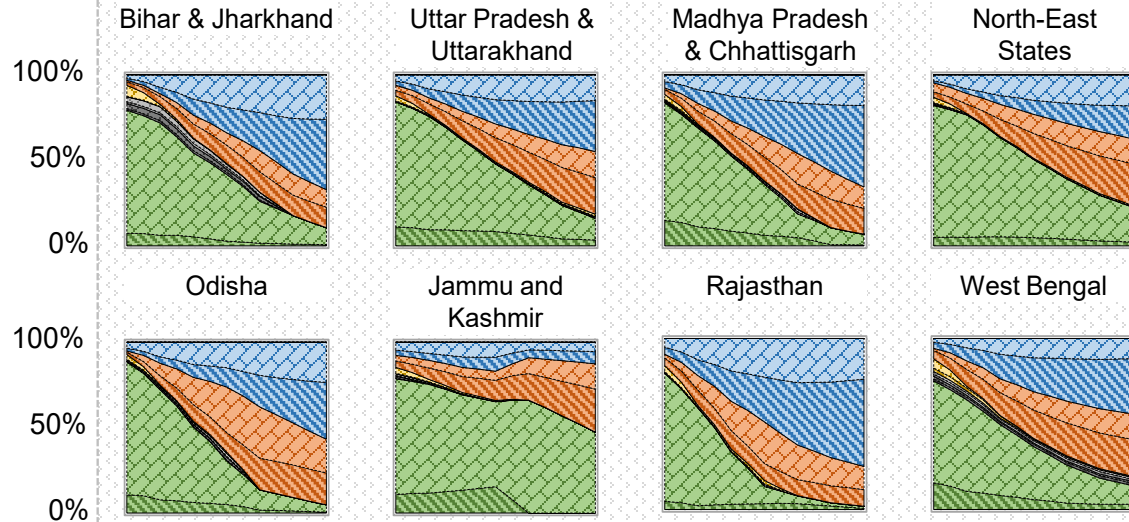 Bihar & Jharkhand
Uttar Pradesh &
Uttarakhand
Madhya Pradesh
& Chhattisgarh
North-East
States
100%
50%
0%
Odisha
Jammu and
Kashmir
Rajasthan
West Bengal
100%
50%
0%